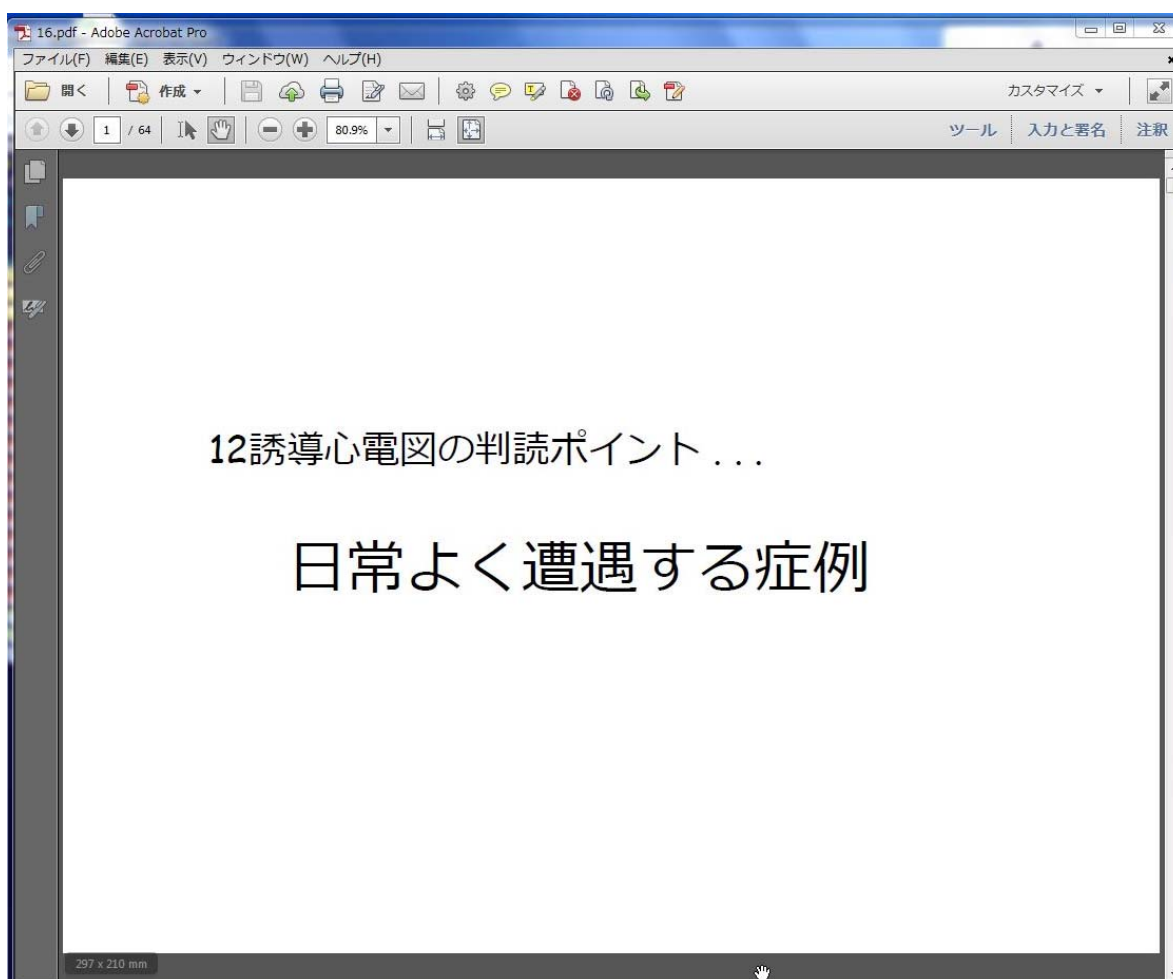 16.pdf - Adobe Acrobat Pro
ファイル(F) 編集(E) 表示(V) ウィンドウ(W) ヘルプ(H)
開く 作成 カスタマイズ
1 / 64 80.9% ツール 入力と署名 注釈
12誘導心電図の判読ポイント . . .
日常よく遭遇する症例
297 x 210 mm